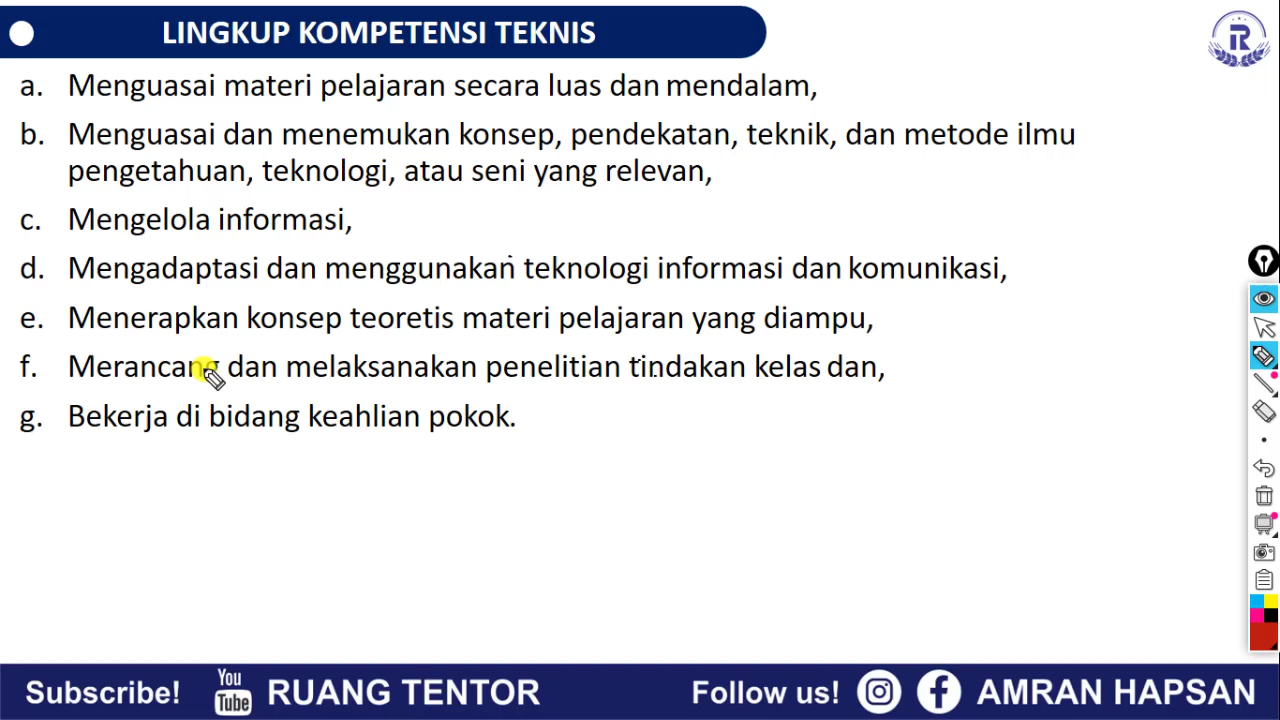 LINGKUP KOMPETENSI TEKNIS
TR
a. Menguasai materi pelajaran secara luas dan mendalam,
b. Menguasai dan menemukan konsep, pendekatan, teknik, dan metode ilmu
pengetahuan, teknologi, atau seni yang relevan,
c. Mengelola informasi,
d. Mengadaptasi dan menggunakan teknologi informasi dan komunikasi,
e. Menerapkan konsep teoretis materi pelajaran yang diampu,
f. Merancang dan melaksanakan penelitian tindakan kelas dan,
g. Bekerja di bidang keahlian pokok.
Subscribe! You Tube RUANG TENTOR Follow us! AMRAN HAPSAN